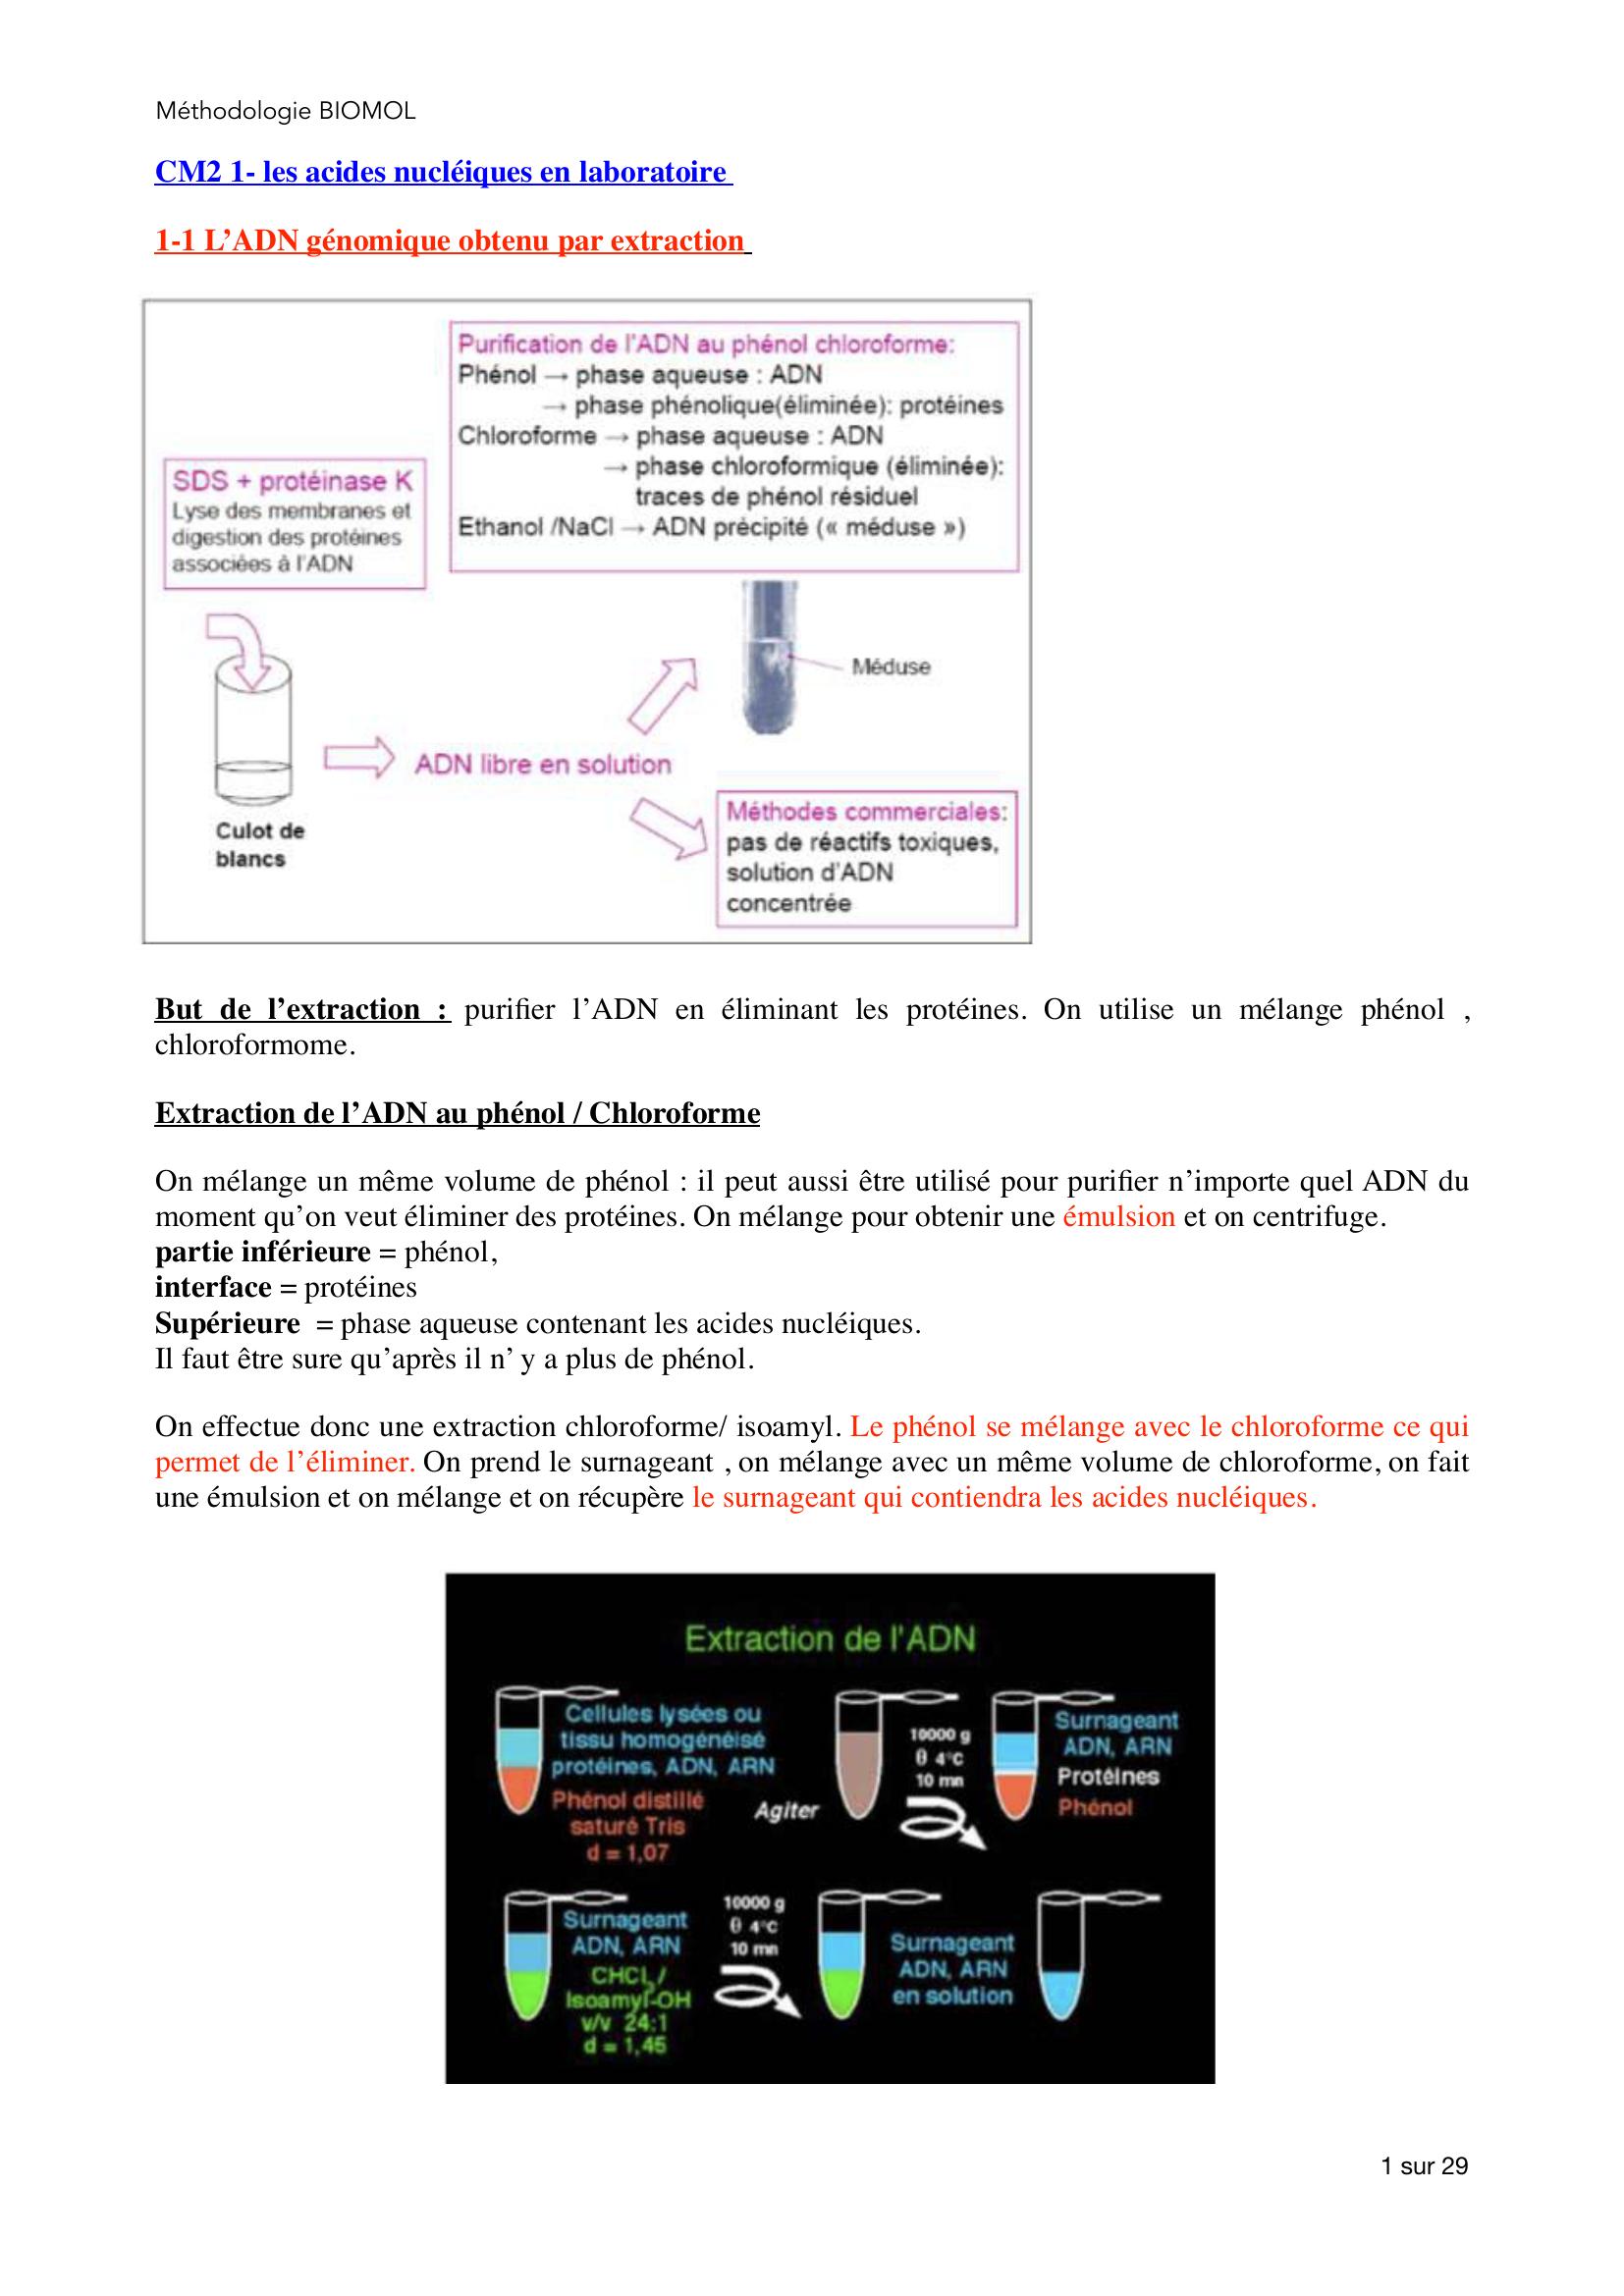 Méthodologie BIOMOL
CM2 1- les acides nucléiques en laboratoire
1-1 L’ADN génomique obtenu par extraction
Purification de l'ADN au phénol chloroforme:
Phénol → phase aqueuse : ADN
→ phase phénolique(éliminée): protéines
Chloroforme → phase aqueuse : ADN
→ phase chloroformique (éliminée):
traces de phénol résiduel
Ethanol /NaCl → ADN précipité (« méduse »)
SDS + protéinase K
Lyse des membranes et
digestion des protéines
associées à l'ADN
Méduse
ADN libre en solution
Culot de
blancs
Méthodes commerciales:
pas de réactifs toxiques,
solution d'ADN
concentrée
But de l’extraction : purifier l’ADN en éliminant les protéines. On utilise un mélange phénol ,
chloroformome.
Extraction de l’ADN au phénol / Chloroforme
On mélange un même volume de phénol : il peut aussi être utilisé pour purifier n’importe quel ADN du
moment qu’on veut éliminer des protéines. On mélange pour obtenir une émulsion et on centrifuge.
partie inférieure = phénol,
interface = protéines
Supérieure = phase aqueuse contenant les acides nucléiques.
Il faut être sure qu’après il n’ y a plus de phénol.
On effectue donc une extraction chloroforme/ isoamyl. Le phénol se mélange avec le chloroforme ce qui
permet de l’éliminer. On prend le surnageant , on mélange avec un même volume de chloroforme, on fait
une émulsion et on mélange et on récupère le surnageant qui contiendra les acides nucléiques.
Extraction de l'ADN
Cellules lysées ou
tissu homogénéisé
protéines, ADN, ARN
Phénol distillé
saturé Tris
d = 1,07
Agiter
10000 g
θ 4°C
10 mn
Surnageant
ADN, ARN
Protéines
Phénol
Surnageant
ADN, ARN
CHCl3/
Isoamyl-OH
v/v 24:1
d = 1,45
10000 g
θ 4°C
10 mn
Surnageant
ADN, ARN
en solution
1 sur 29